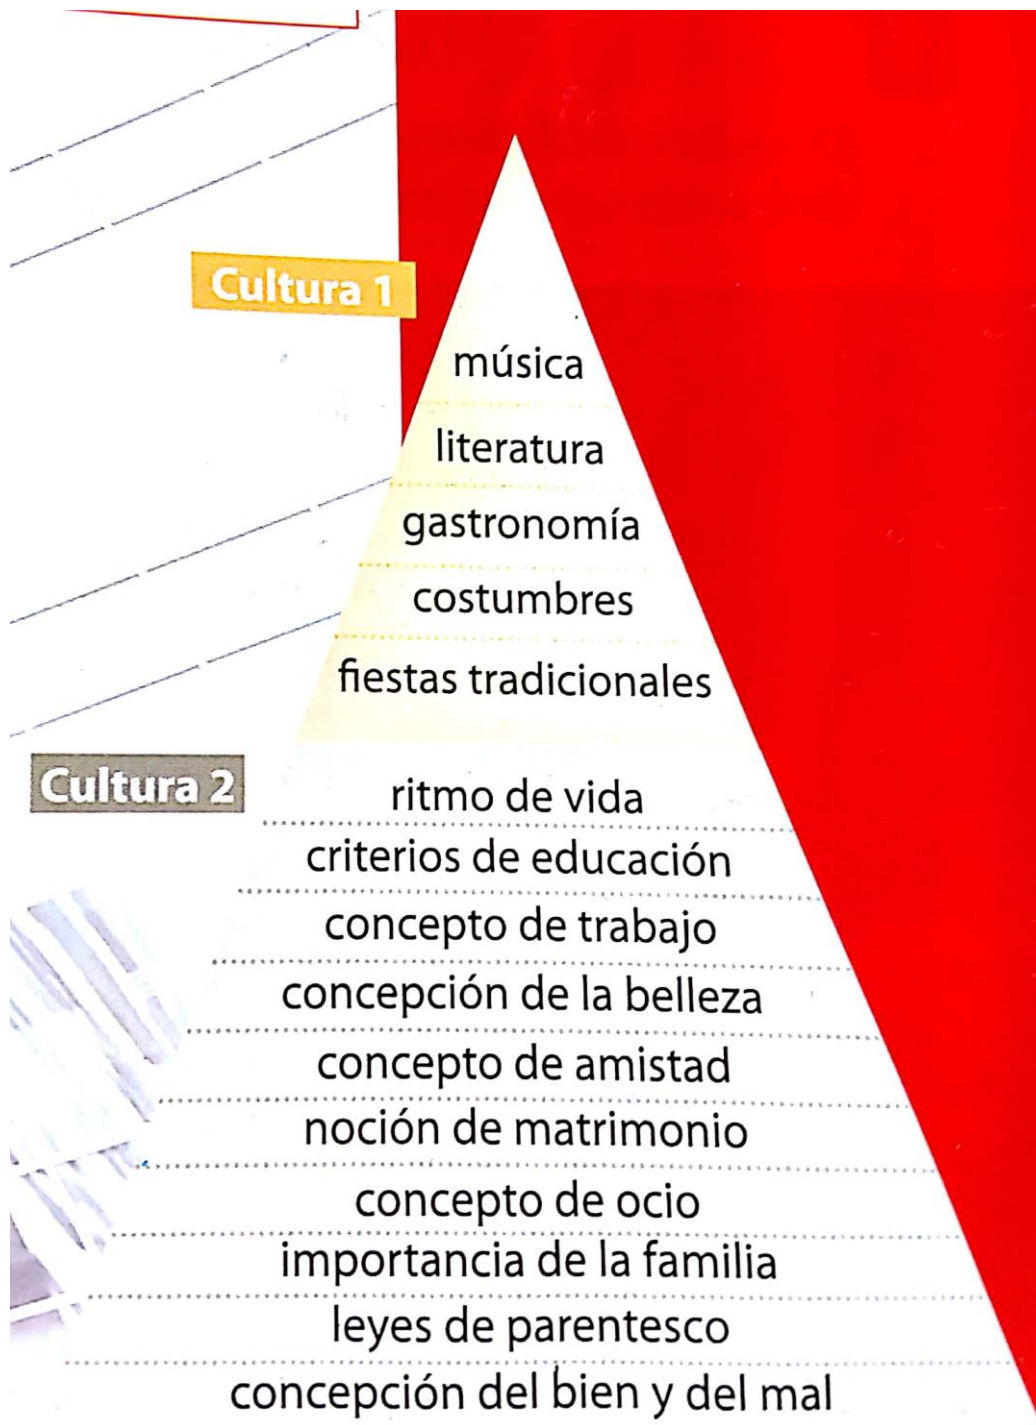 Cultura 1
música
literatura
gastronomía
costumbres
fiestas tradicionales
Cultura 2
ritmo de vida
criterios de educación
concepto de trabajo
concepción de la belleza
concepto de amistad
noción de matrimonio
concepto de ocio
importancia de la familia
leyes de parentesco
concepción del bien y del mal